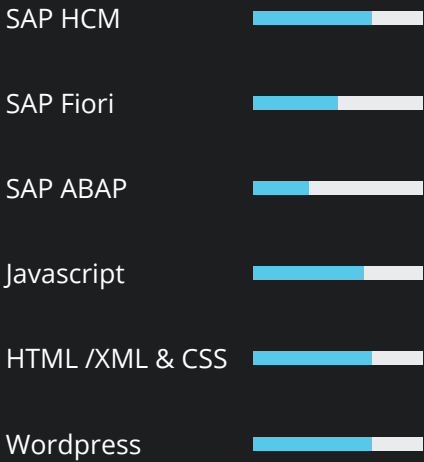 SAP HCM
SAP Fiori
SAP ABAP
Javascript
HTML /XML & CSS
Wordpress